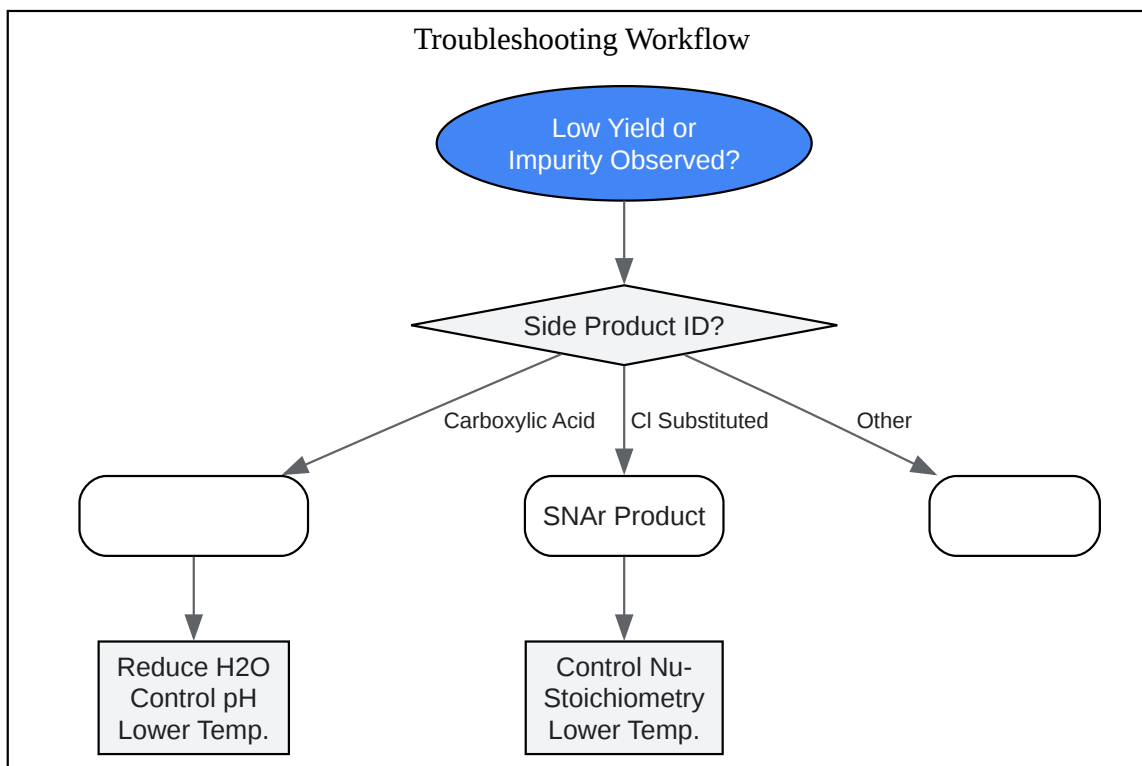 Troubleshooting Workflow
Low Yield or
Impurity Observed?
Side Product ID?
Carboxylic Acid
Cl Substituted
Other
SNAr Product
Reduce H2O
Control pH
Lower Temp.
Control Nu-
Stoichiometry
Lower Temp.